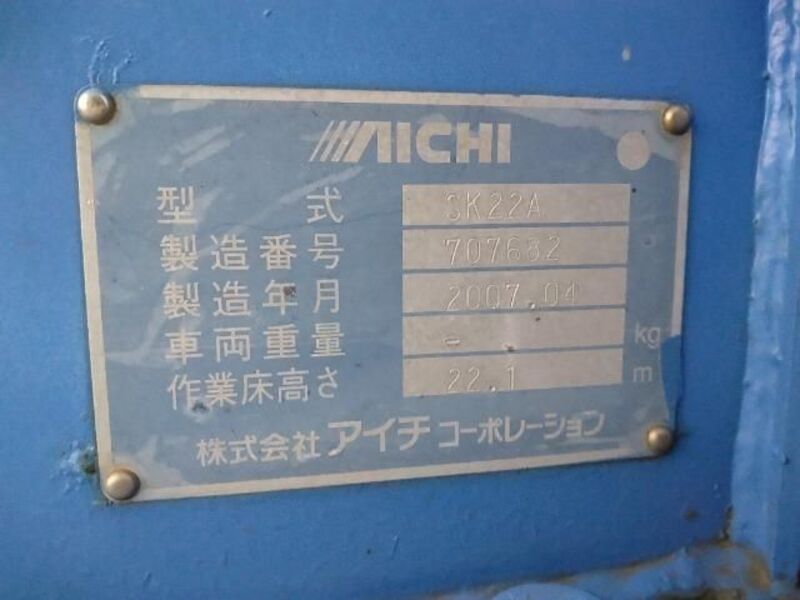 AICHI
型式 SK22A
製造番号 707682
製造年月 2007.04
車両重量 - kg
作業床高さ 22.1 m
株式会社 アイチ コーポレーション